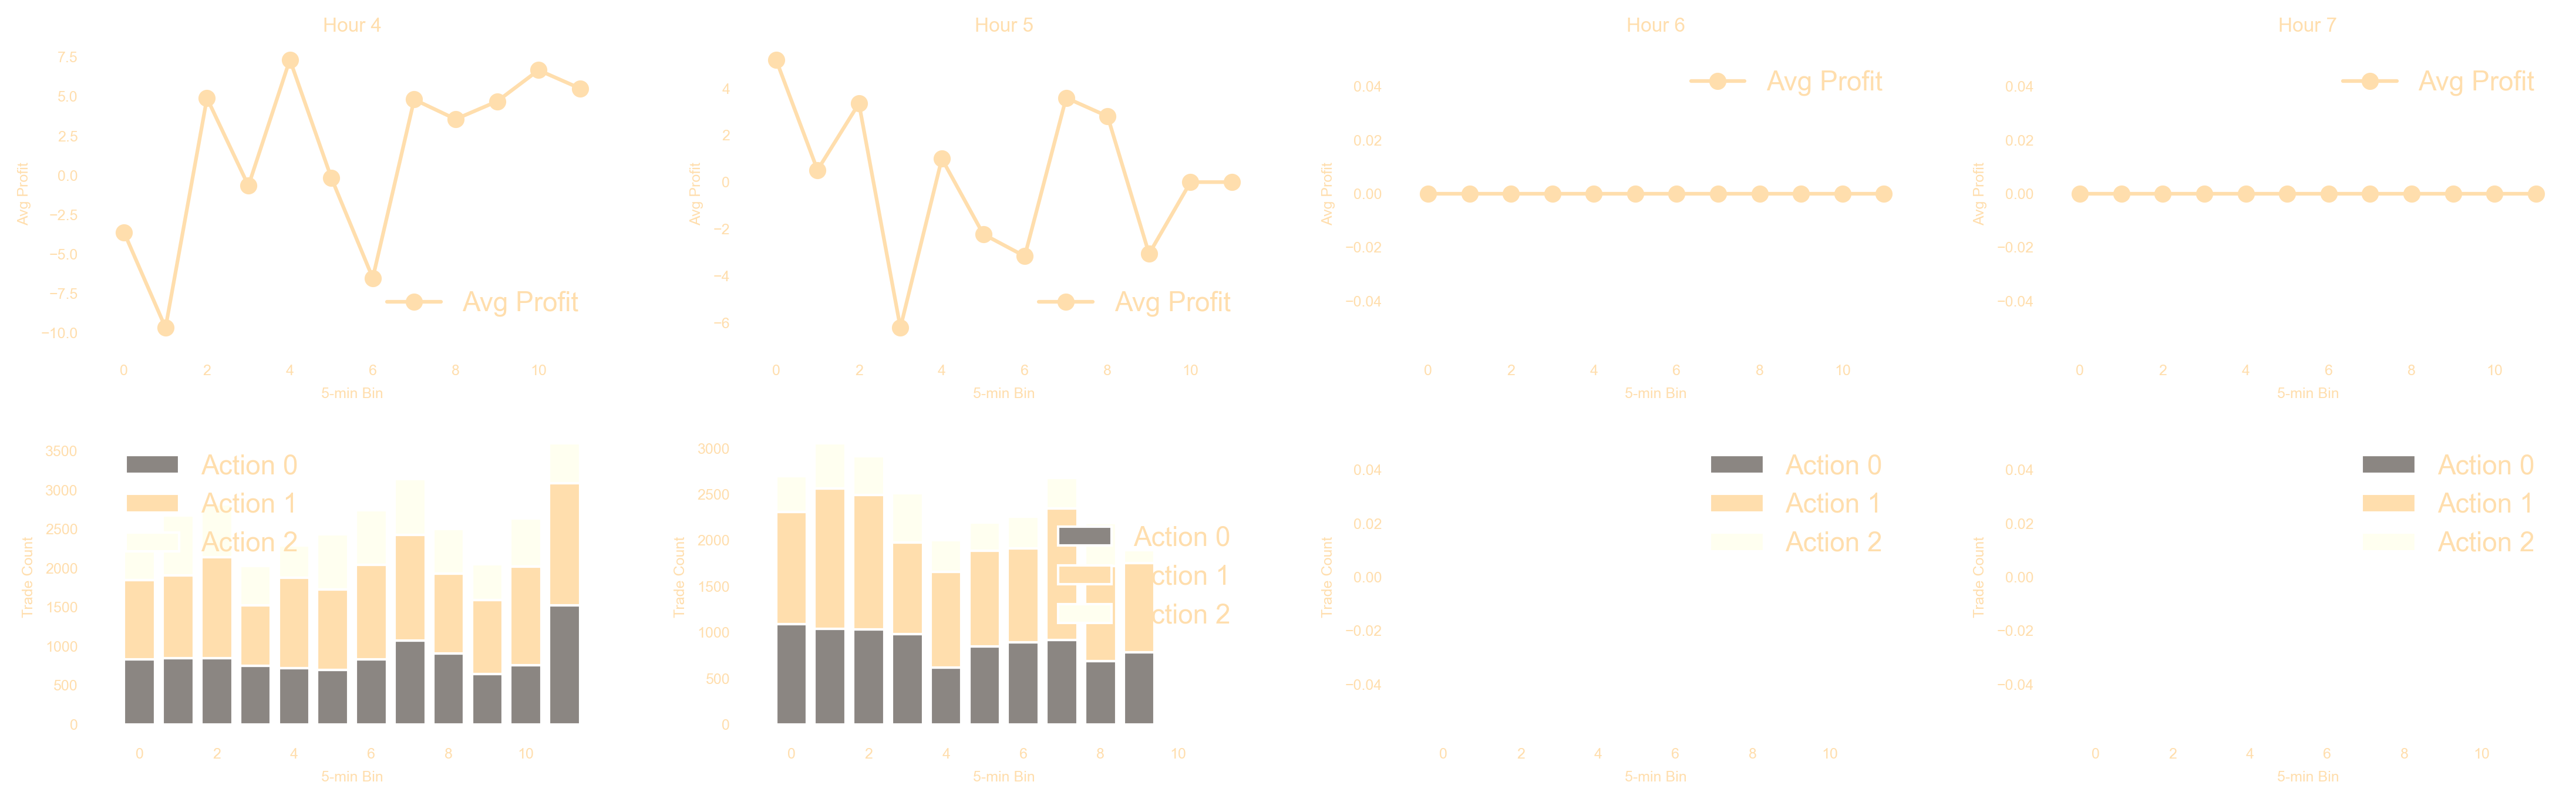 Hour 4
7.5
5.0
2.5
0.0
−2.5
−5.0
−7.5
−10.0
Avg Profit
Avg Profit
0 2 4 6 8 10
5-min Bin
Hour 5
4
2
0
−2
−4
−6
Avg Profit
Avg Profit
0 2 4 6 8 10
5-min Bin
Hour 6
0.04
0.02
0.00
−0.02
−0.04
Avg Profit
Avg Profit
0 2 4 6 8 10
5-min Bin
Hour 7
0.04
0.02
0.00
−0.02
−0.04
Avg Profit
Avg Profit
0 2 4 6 8 10
5-min Bin
3500
3000
2500
2000
1500
1000
500
0
Trade Count
Action 0
Action 1
Action 2
0 2 4 6 8 10
5-min Bin
3000
2500
2000
1500
1000
500
0
Trade Count
Action 0
Action 1
Action 2
0 2 4 6 8 10
5-min Bin
0.04
0.02
0.00
−0.02
−0.04
Trade Count
Action 0
Action 1
Action 2
0 2 4 6 8 10
5-min Bin
0.04
0.02
0.00
−0.02
−0.04
Trade Count
Action 0
Action 1
Action 2
0 2 4 6 8 10
5-min Bin